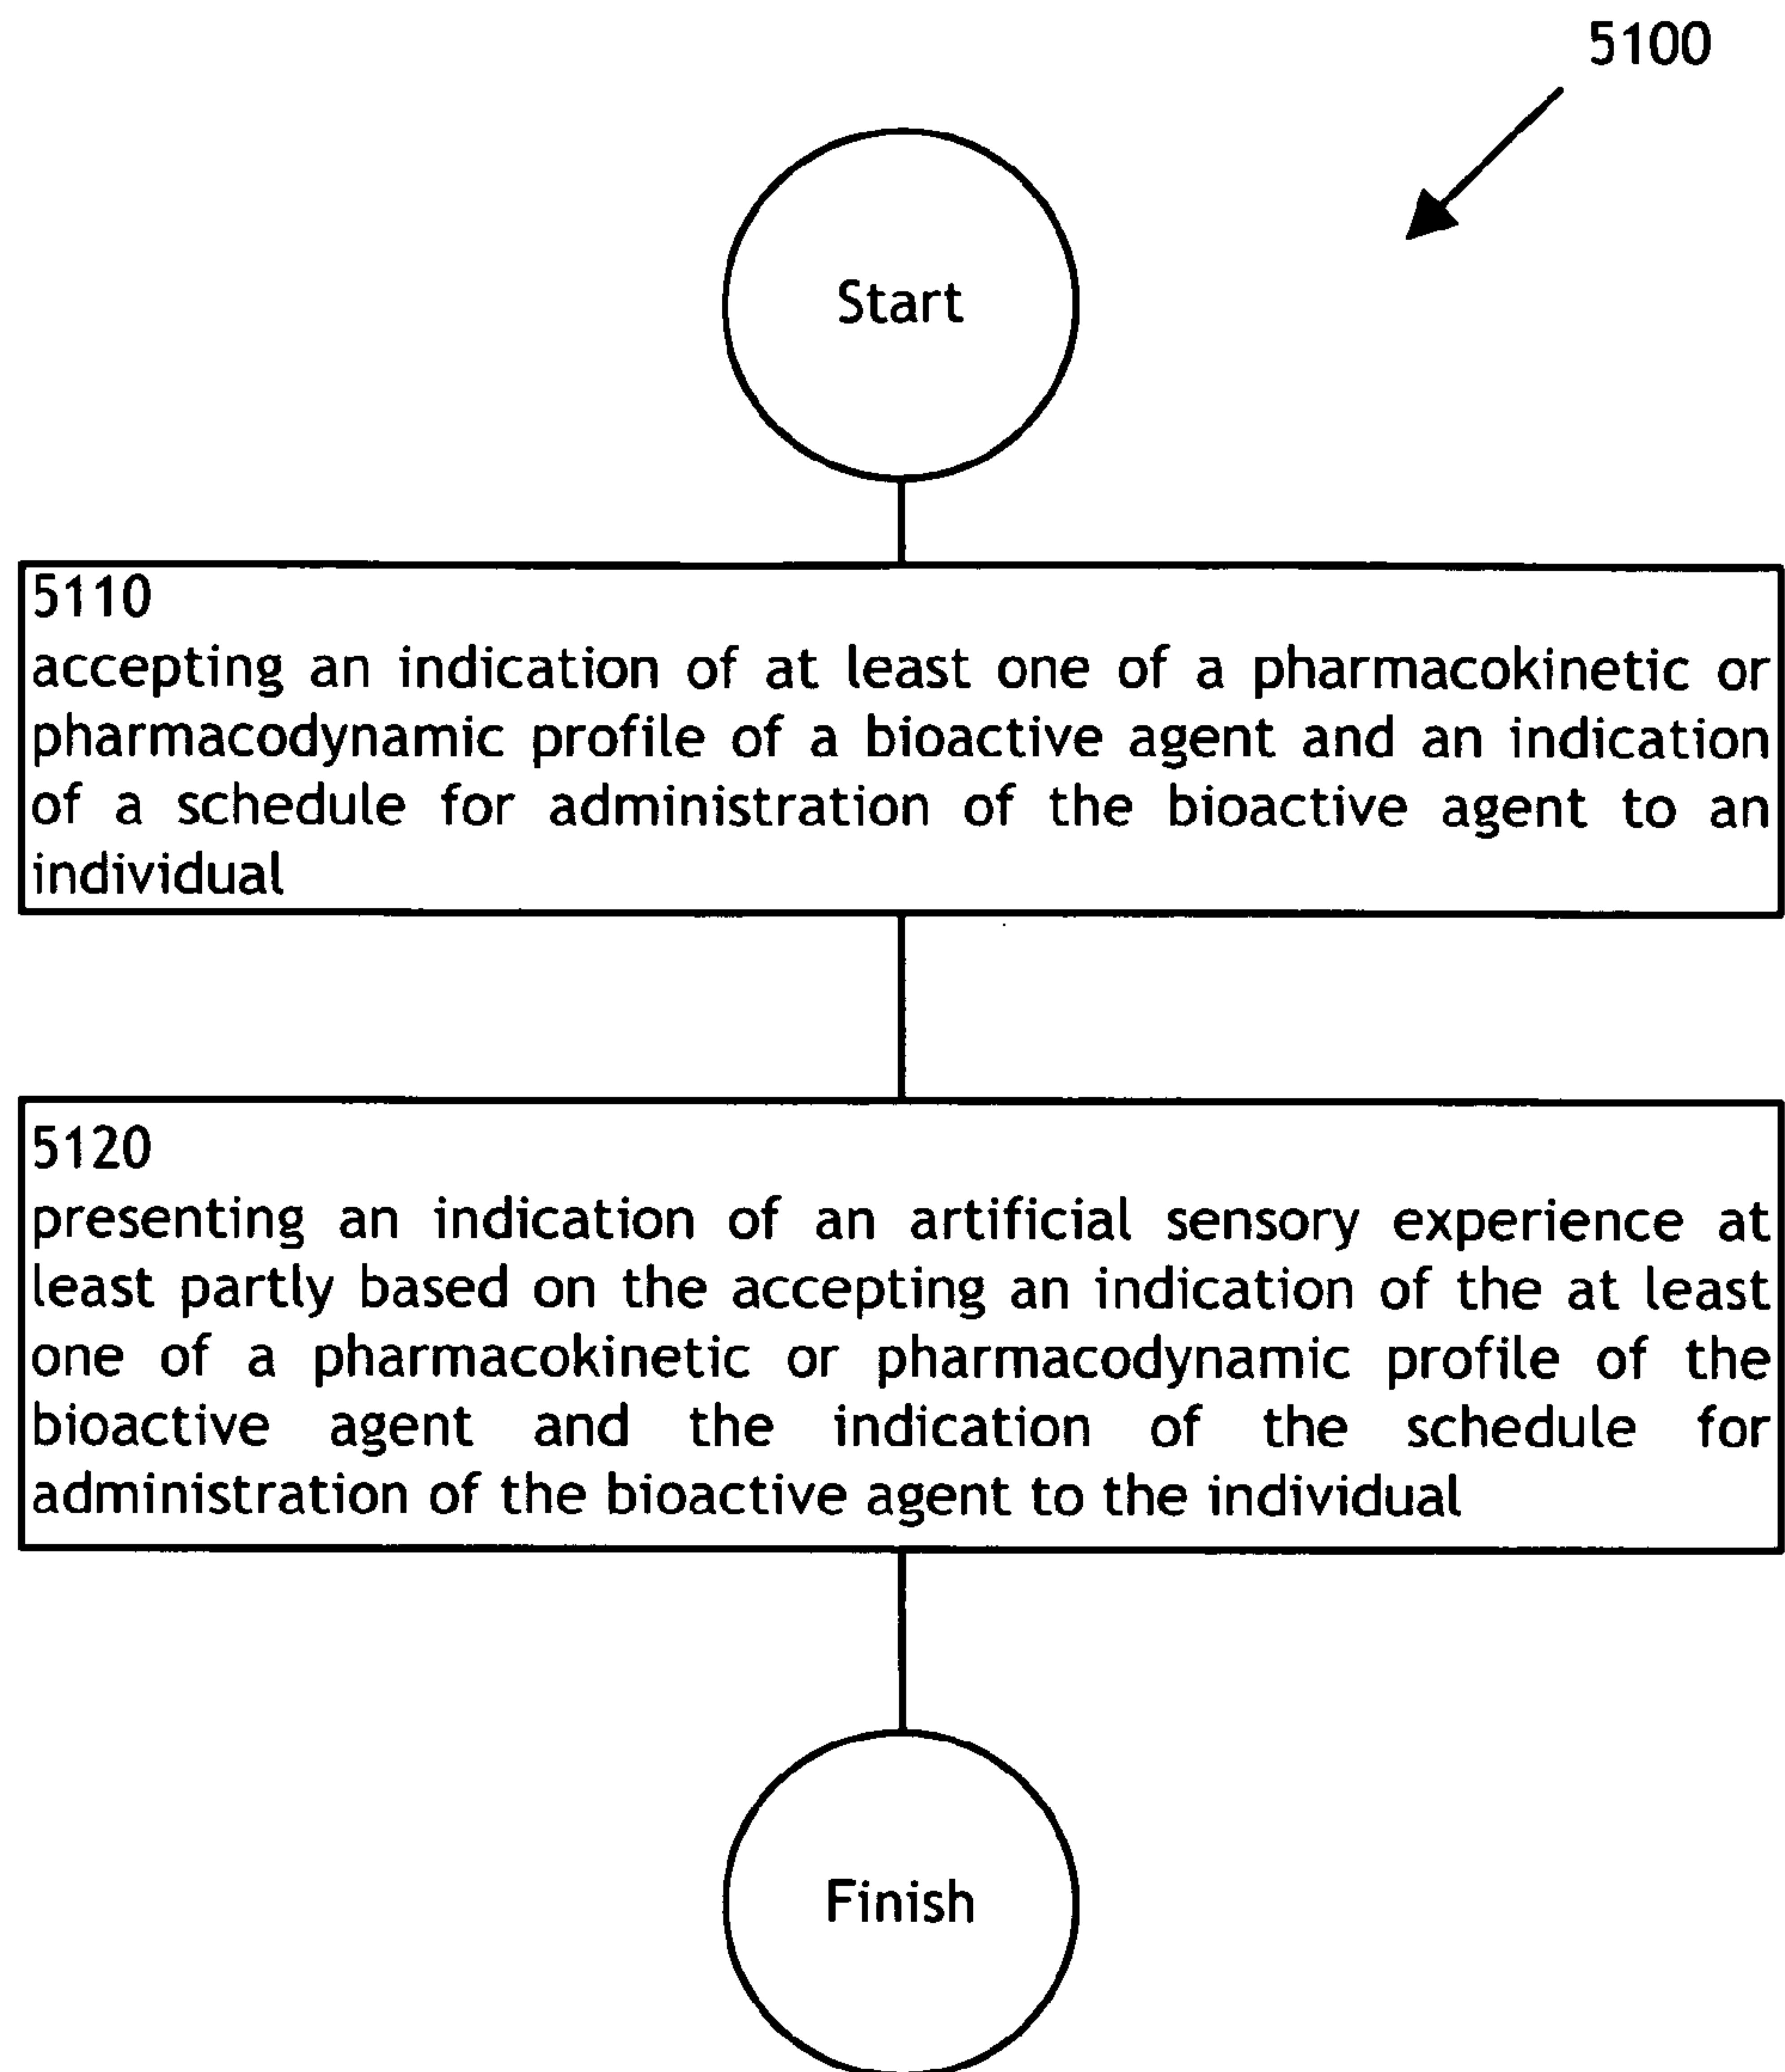 5100
Start
5110
accepting an indication of at least one of a pharmacokinetic or
pharmacodynamic profile of a bioactive agent and an indication
of a schedule for administration of the bioactive agent to an
individual
5120
presenting an indication of an artificial sensory experience at
least partly based on the accepting an indication of the at least
one of a pharmacokinetic or pharmacodynamic profile of the
bioactive agent and the indication of the schedule for
administration of the bioactive agent to the individual
Finish